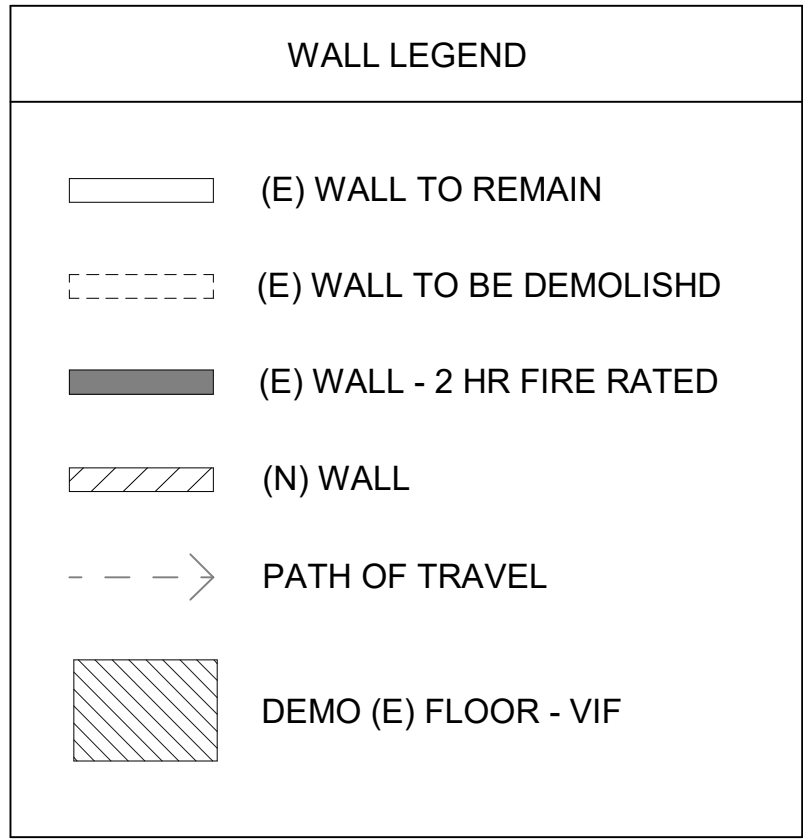 WALL LEGEND
(E) WALL TO REMAIN
(E) WALL TO BE DEMOLISHD
(E) WALL - 2 HR FIRE RATED
(N) WALL
PATH OF TRAVEL
DEMO (E) FLOOR - VIF